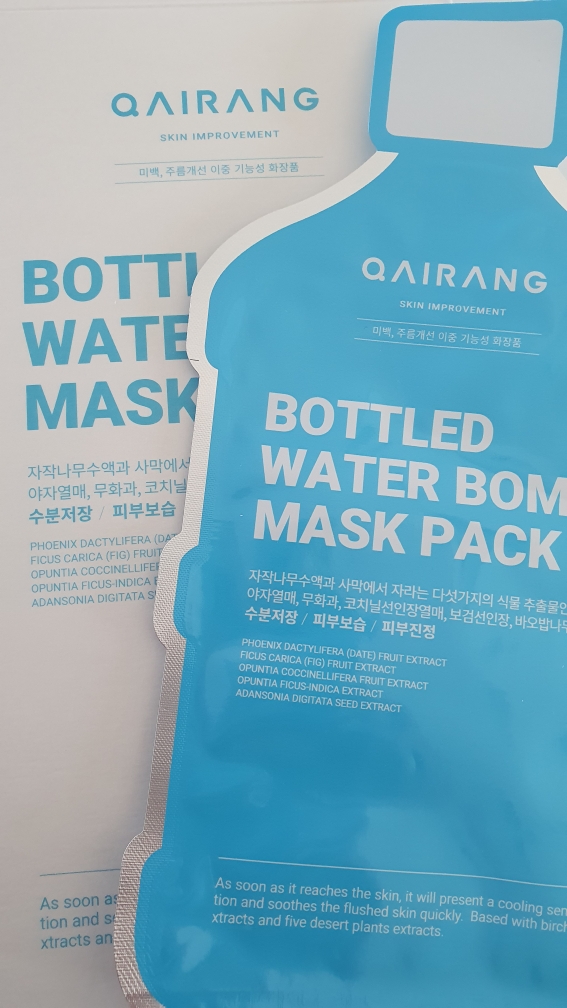 QAIRANG
SKIN IMPROVEMENT
미백, 주름개선 이중 기능성 화장품
BOTTL
WATE
MASK
자작나무수액과 사막에서
야자열매, 무화과, 코치닐
수분저장 / 피부보습
PHOENIX DACTYLIFERA (DA
FICUS CARICA (FIG) FRUIT
OPUNTIA COCCINELLIFE
OPUNTIA FICUS-INDICA
ADANSONIA DIGITATA S
As soon as
tion and s
xtracts an
QAIRANG
SKIN IMPROVEMENT
미백, 주름개선 이중 기능성 화장품
BOTTLED
WATER BOM
MASK PACK
자작나무수액과 사막에서 자라는 다섯가지의 식물 추출물인
야자열매, 무화과, 코치닐선인장열매, 보검선인장, 바오밥나무
수분저장 / 피부보습 / 피부진정
PHOENIX DACTYLIFERA (DATE) FRUIT EXTRACT
FICUS CARICA (FIG) FRUIT EXTRACT
OPUNTIA COCCINELLIFERA FRUIT EXTRACT
OPUNTIA FICUS-INDICA EXTRACT
ADANSONIA DIGITATA SEED EXTRACT
As soon as it reaches the skin, it will present a cooling sen
tion and soothes the flushed skin quickly. Based with birch
xtracts and five desert plants extracts.